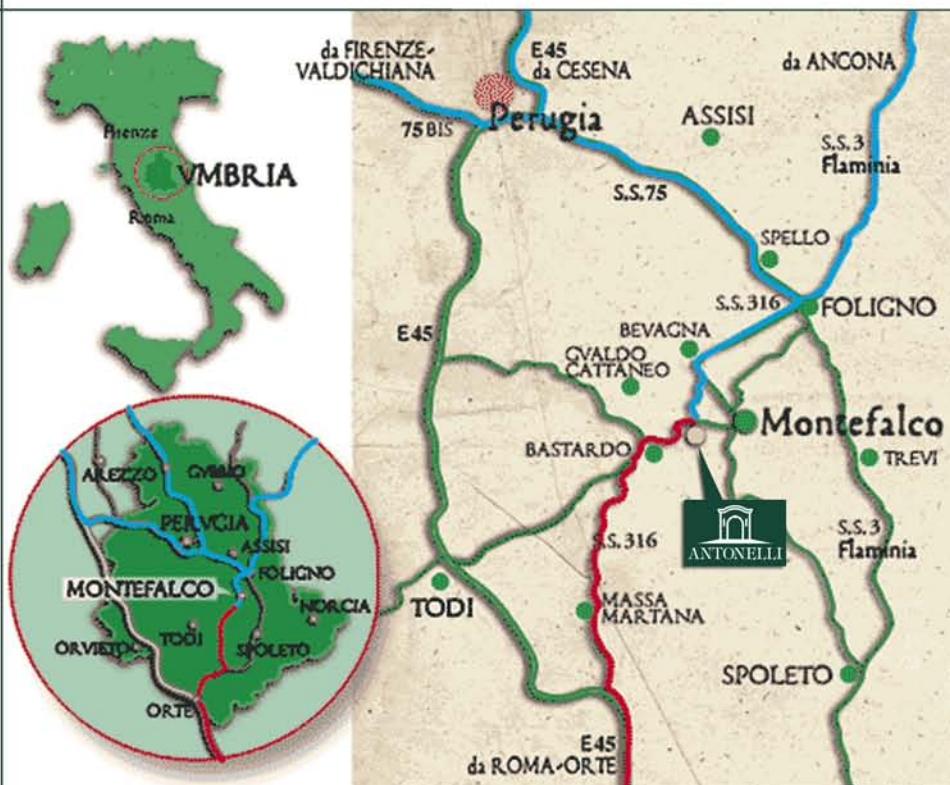 Firenze
VMBRIA
Roma
AREZZO
GVBBIO
PERVGIA
ASSISI
FOLIGNO
MONTEFALCO
NORCIA
TODI
ORVIETO
SPOLETO
ORTE
da FIRENZE-
VALDICHIANA
E45
da CESENA
da ANCONA
75 BIS
Perugia
ASSISI
S.S. 3
Flaminia
S.S.75
SPELLO
S.S. 316
FOLIGNO
E45
BEVAGNA
GVALDO
CATTANEO
Montefalco
BASTARDO
TREVI
S.S. 316
ANTONELLI
S.S. 3
Flaminia
TODI
MASSA
MARTANA
SPOLETO
E45
da ROMA-ORTE